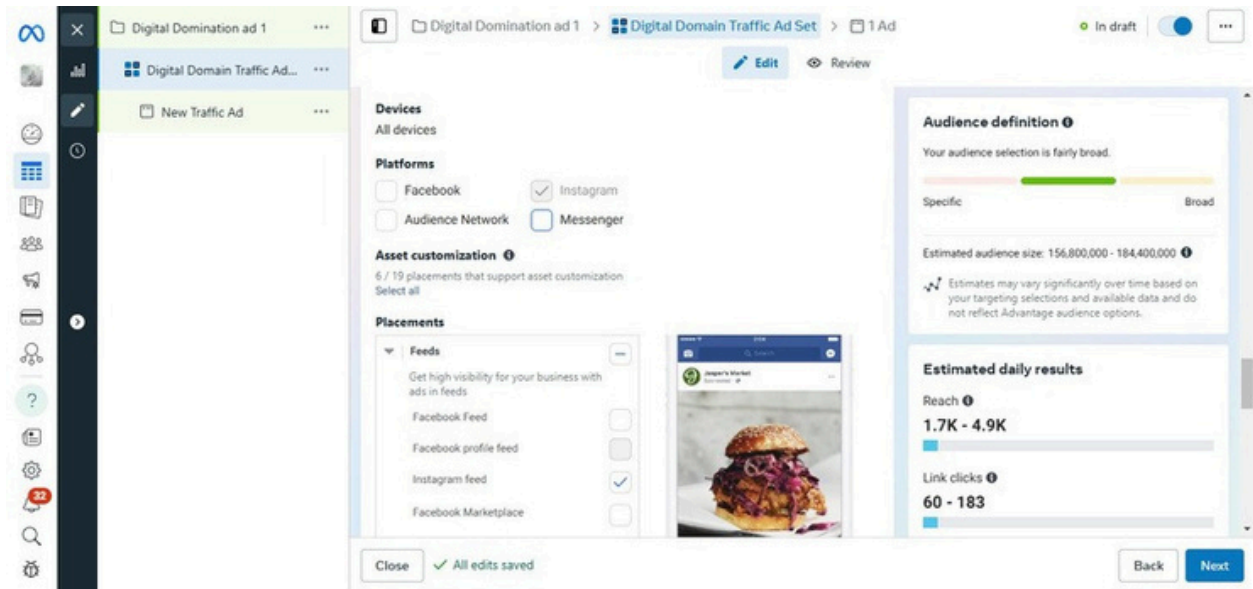 Digital Domination ad 1
Digital Domain Traffic Ad...
New Traffic Ad
Digital Domination ad 1 > Digital Domain Traffic Ad Set > 1 Ad
In draft
Edit
Review
Devices
All devices
Platforms
Facebook
Instagram
Audience Network
Messenger
Asset customization
6 / 19 placements that support asset customization
Select all
Placements
Feeds
Get high visibility for your business with
ads in feeds
Facebook Feed
Facebook profile feed
Instagram feed
Facebook Marketplace
Search
Jasper's Market
Audience definition
Your audience selection is fairly broad.
Specific
Broad
Estimated audience size: 156,800,000 - 184,400,000
Estimates may vary significantly over time based on
your targeting selections and available data and do
not reflect Advantage audience options.
Estimated daily results
Reach
1.7K - 4.9K
Link clicks
60 - 183
32
Close
All edits saved
Back
Next